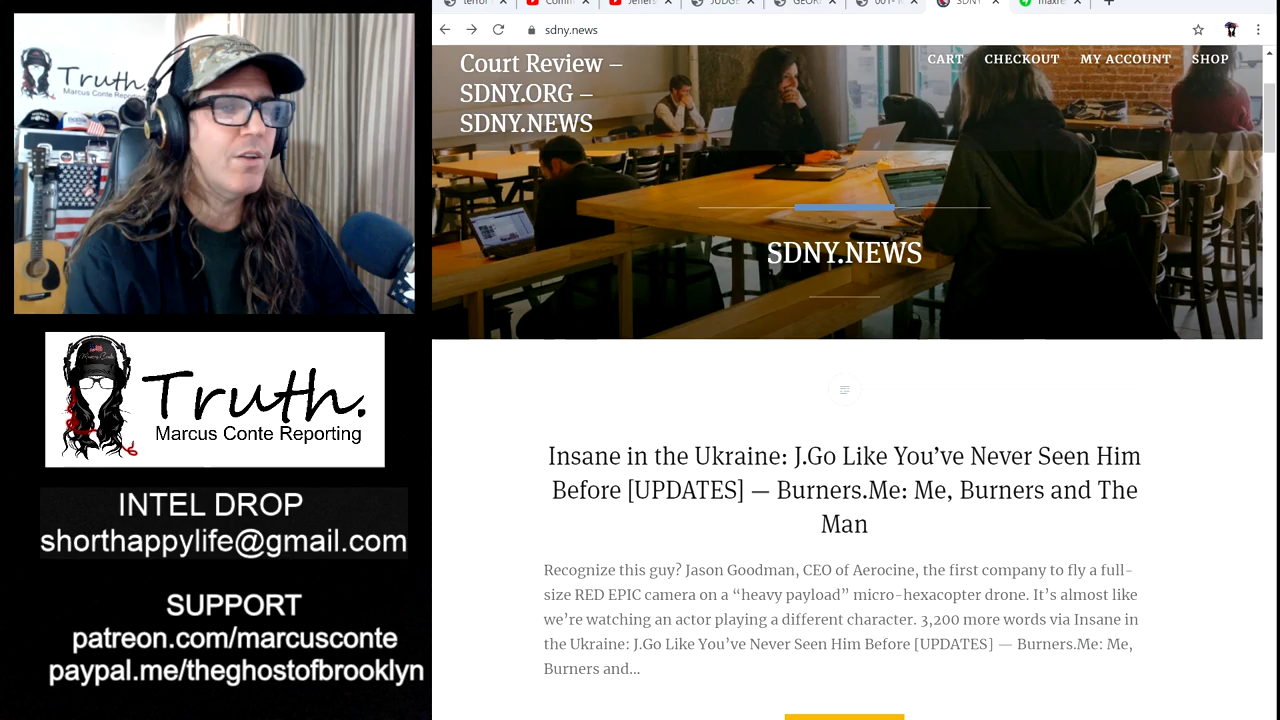 Truth.
Marcus Conte Reporting
Truth.
Marcus Conte Reporting
INTEL DROP
shorthappylife@gmail.com
SUPPORT
patreon.com/marcusconte
paypal.me/theghostofbrooklyn
sdny.news
Court Review –
SDNY.ORG –
SDNY.NEWS
CART CHECKOUT MY ACCOUNT SHOP
SDNY.NEWS
Insane in the Ukraine: J.Go Like You’ve Never Seen Him
Before [UPDATES] — Burners.Me: Me, Burners and The
Man
Recognize this guy? Jason Goodman, CEO of Aerocine, the first company to fly a full-
size RED EPIC camera on a “heavy payload” micro-hexacopter drone. It’s almost like
we’re watching an actor playing a different character. 3,200 more words via Insane in
the Ukraine: J.Go Like You’ve Never Seen Him Before [UPDATES] — Burners.Me: Me,
Burners and…